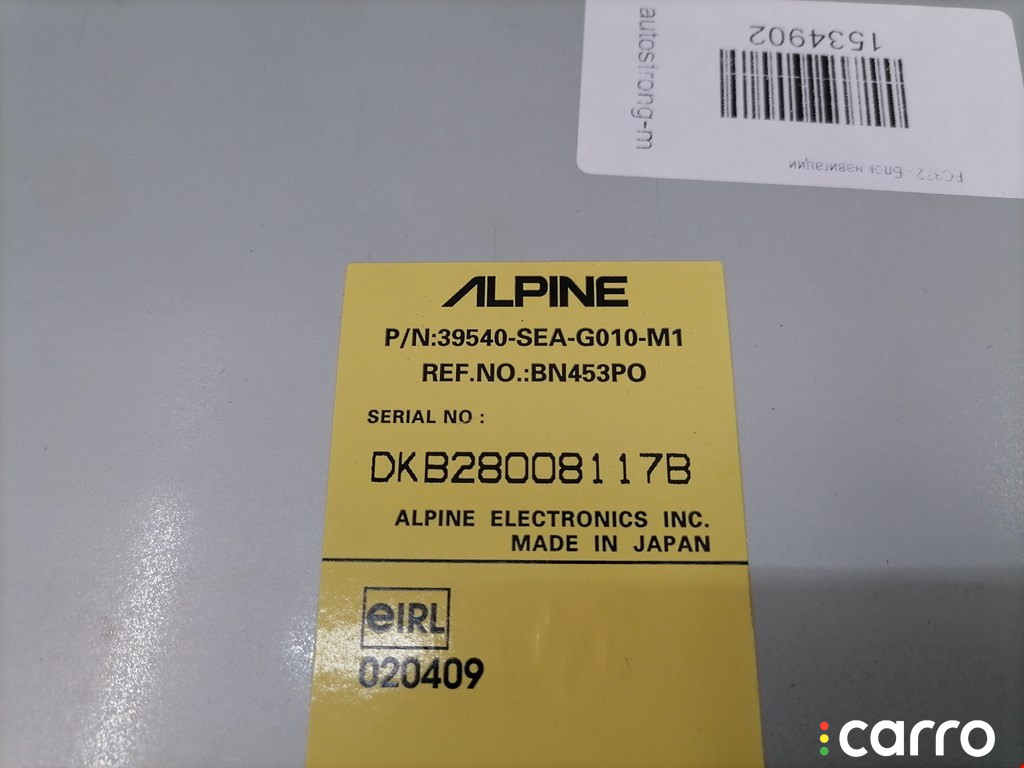 autostrong-m
1534902
FC372 - Блок навигации
ALPINE
P/N:39540-SEA-G010-M1
REF.NO.:BN453PO
SERIAL NO :
DKB28008117B
ALPINE ELECTRONICS INC.
MADE IN JAPAN
eIRL
020409
carro